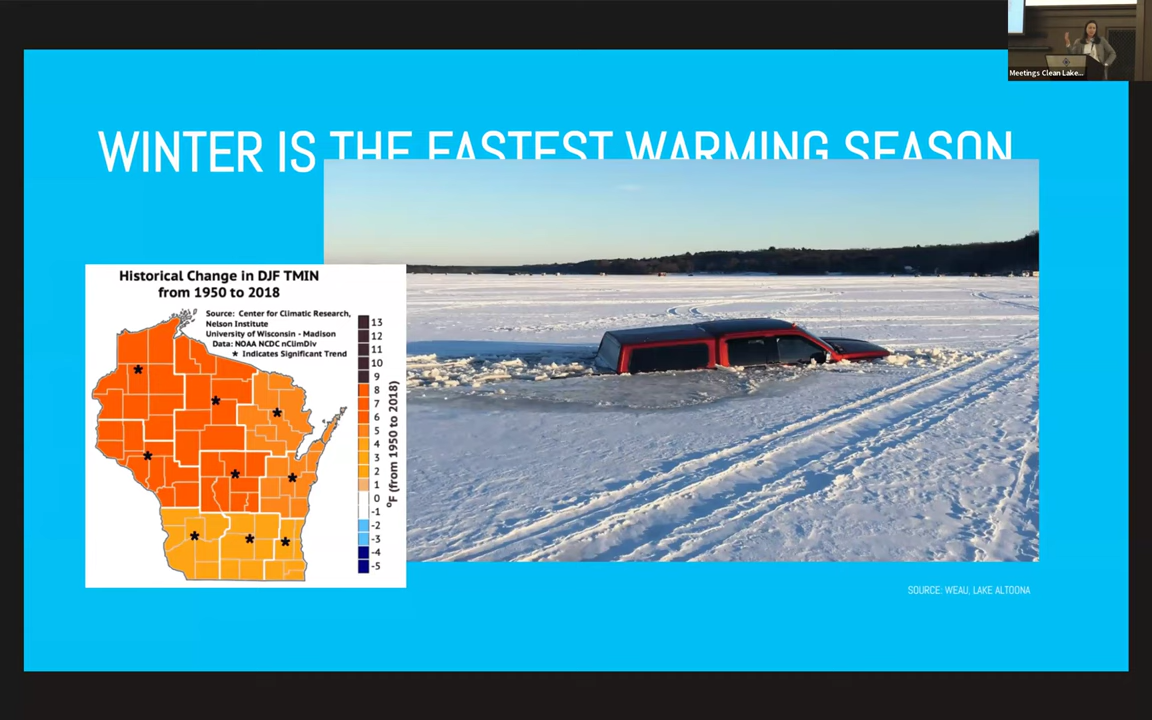 Meetings Clean Lake...
WINTER IS THE FASTEST WARMING SEASON
Historical Change in DJF TMIN
from 1950 to 2018
Source: Center for Climatic Research,
Nelson Institute
University of Wisconsin - Madison
Data: NOAA NCDC nClimDiv
* Indicates Significant Trend
13
12
11
10
9
8
7
6
5
4
3
2
1
0
-1
-2
-3
-4
-5
°F (from 1950 to 2018)
SOURCE: WEAU, LAKE ALTOONA